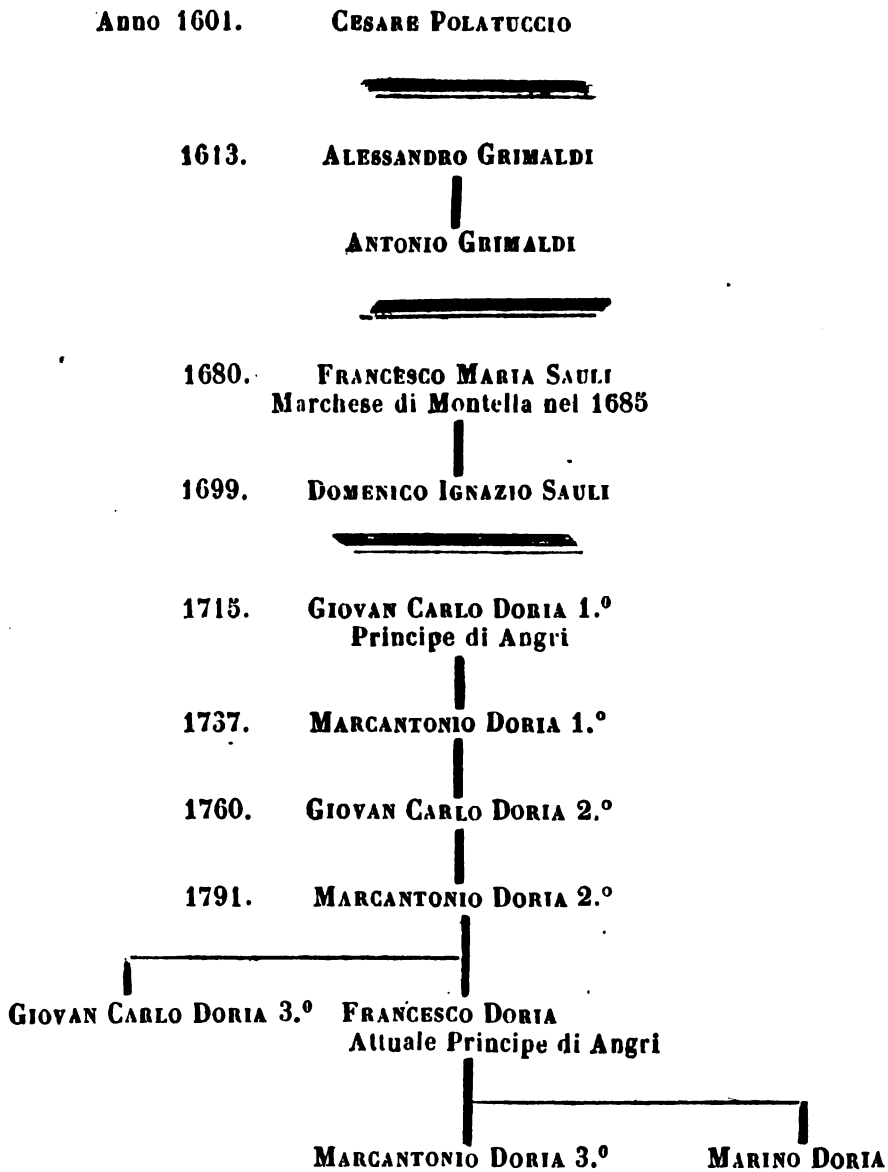 Anno 1601. CESARE POLATUCCIO
1613. ALESSANDRO GRIMALDI
ANTONIO GRIMALDI
1680. FRANCESCO MARIA SAULI
Marchese di Montella nel 1685
1699. DOMENICO IGNAZIO SAULI
1715. GIOVAN CARLO DORIA 1.º
Principe di Angri
1737. MARCANTONIO DORIA 1.º
1760. GIOVAN CARLO DORIA 2.º
1791. MARCANTONIO DORIA 2.º
GIOVAN CARLO DORIA 3.º FRANCESCO DORIA
Attuale Principe di Angri
MARCANTONIO DORIA 3.º MARINO DORIA